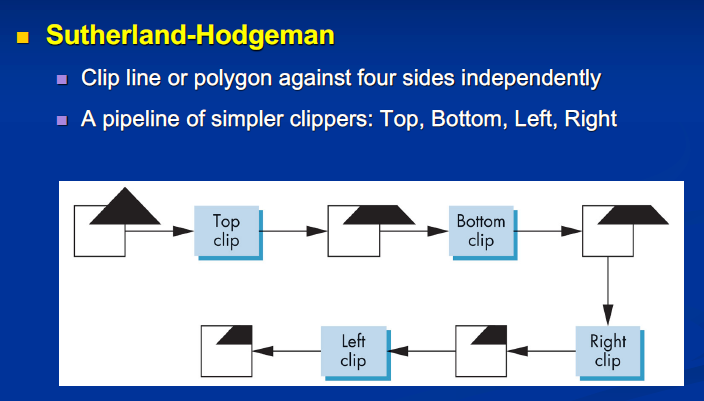 Sutherland-Hodgeman
Clip line or polygon against four sides independently
A pipeline of simpler clippers: Top, Bottom, Left, Right
Top
clip
Bottom
clip
Left
clip
Right
clip